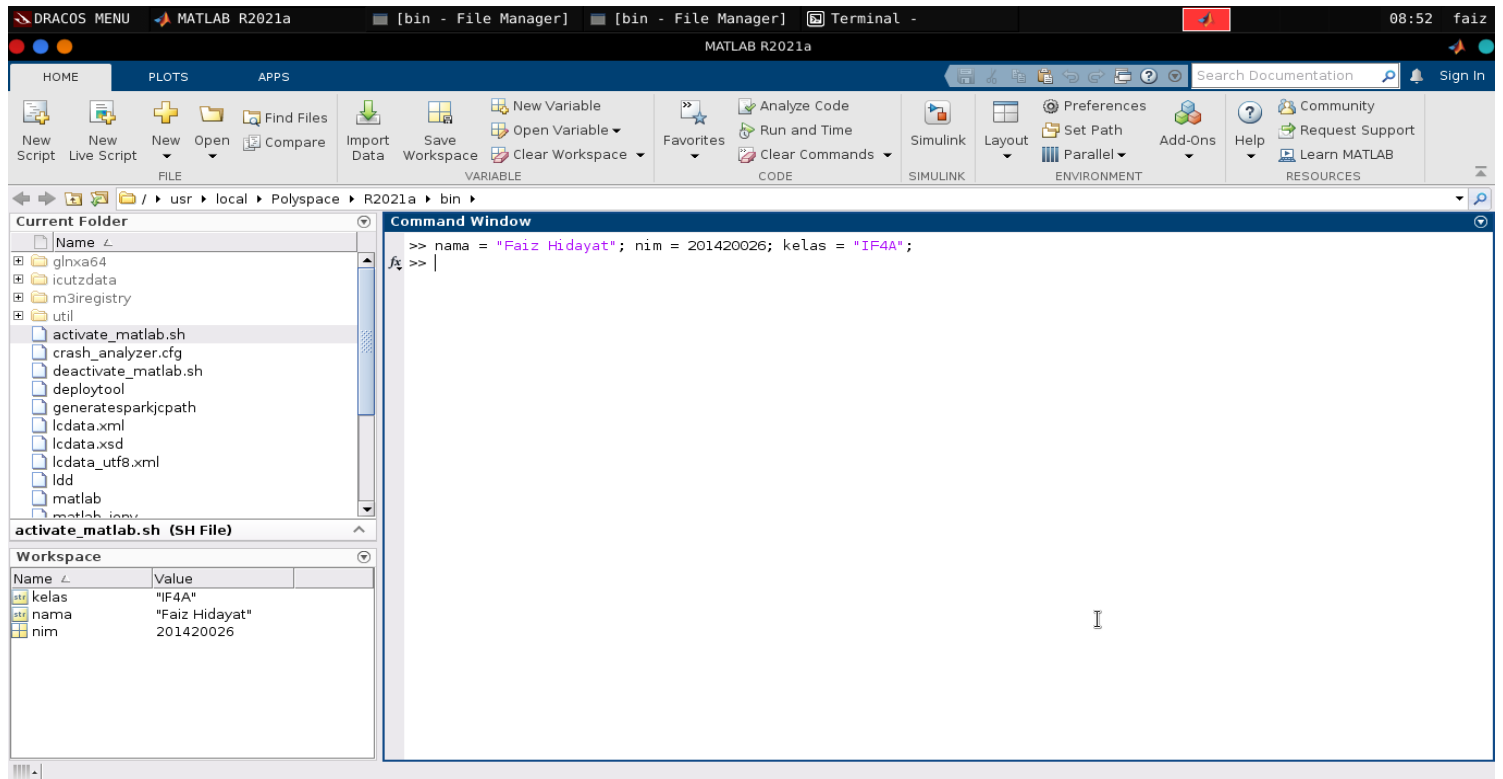 DRACOS MENU MATLAB R2021a [bin - File Manager] [bin - File Manager] Terminal - 08:52 faiz
MATLAB R2021a
HOME PLOTS APPS Search Documentation Sign In
New Script
New Live Script
New
Open
Find Files
Compare
FILE
Import Data
Save Workspace
New Variable
Open Variable
Clear Workspace
VARIABLE
Favorites
Analyze Code
Run and Time
Clear Commands
CODE
Simulink
SIMULINK
Layout
Preferences
Set Path
Parallel
Add-Ons
ENVIRONMENT
Help
Community
Request Support
Learn MATLAB
RESOURCES
/ usr local Polyspace R2021a bin
Current Folder
Name
glnxa64
icutzdata
m3iregistry
util
activate_matlab.sh
crash_analyzer.cfg
deactivate_matlab.sh
deploytool
generatesparkjcpath
lcdata.xml
lcdata.xsd
lcdata_utf8.xml
ldd
matlab
activate_matlab.sh (SH File)
Workspace
Name Value
kelas "IF4A"
nama "Faiz Hidayat"
nim 201420026
Command Window
>> nama = "Faiz Hidayat"; nim = 201420026; kelas = "IF4A";
fx >>